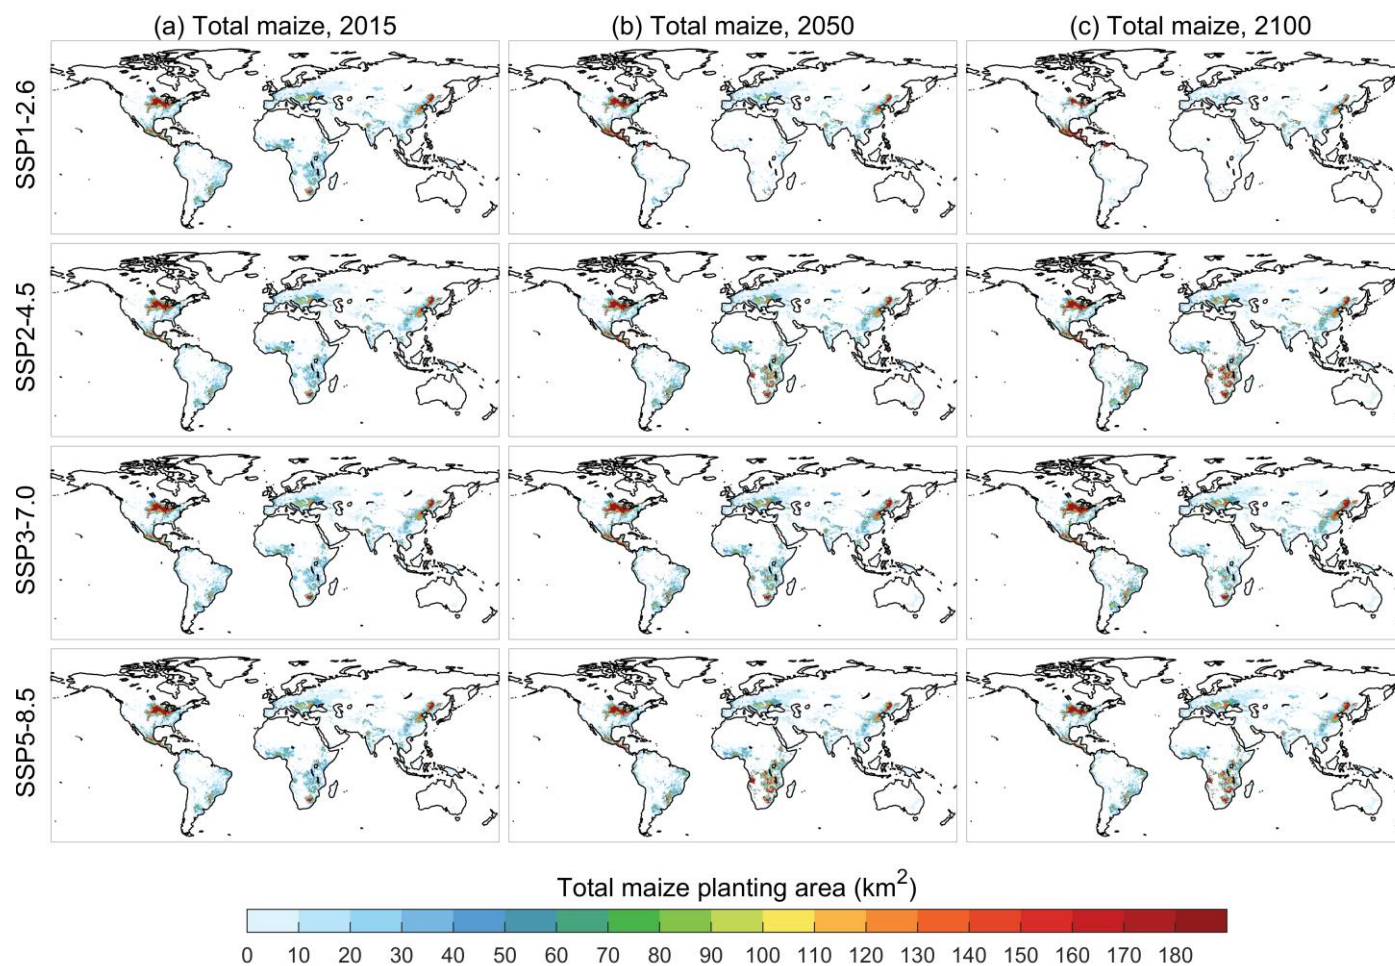 (a) Total maize, 2015
(b) Total maize, 2050
(c) Total maize, 2100
SSP1-2.6
SSP2-4.5
SSP3-7.0
SSP5-8.5
Total maize planting area (km²)
0 10 20 30 40 50 60 70 80 90 100 110 120 130 140 150 160 170 180